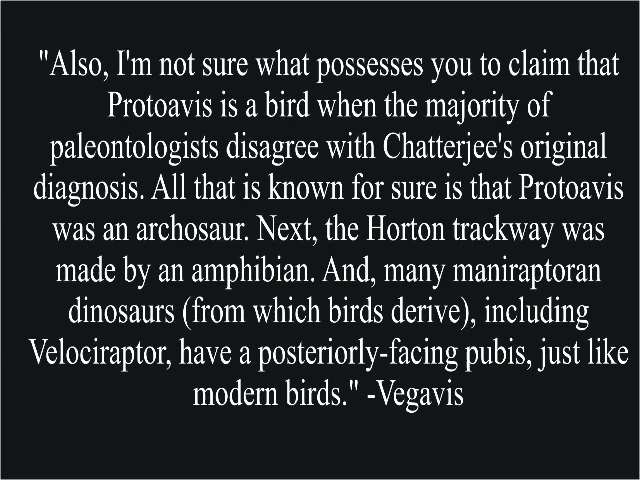 "Also, I'm not sure what possesses you to claim that
Protoavis is a bird when the majority of
paleontologists disagree with Chatterjee's original
diagnosis. All that is known for sure is that Protoavis
was an archosaur. Next, the Horton trackway was
made by an amphibian. And, many maniraptoran
dinosaurs (from which birds derive), including
Velociraptor, have a posteriorly-facing pubis, just like
modern birds." -Vegavis